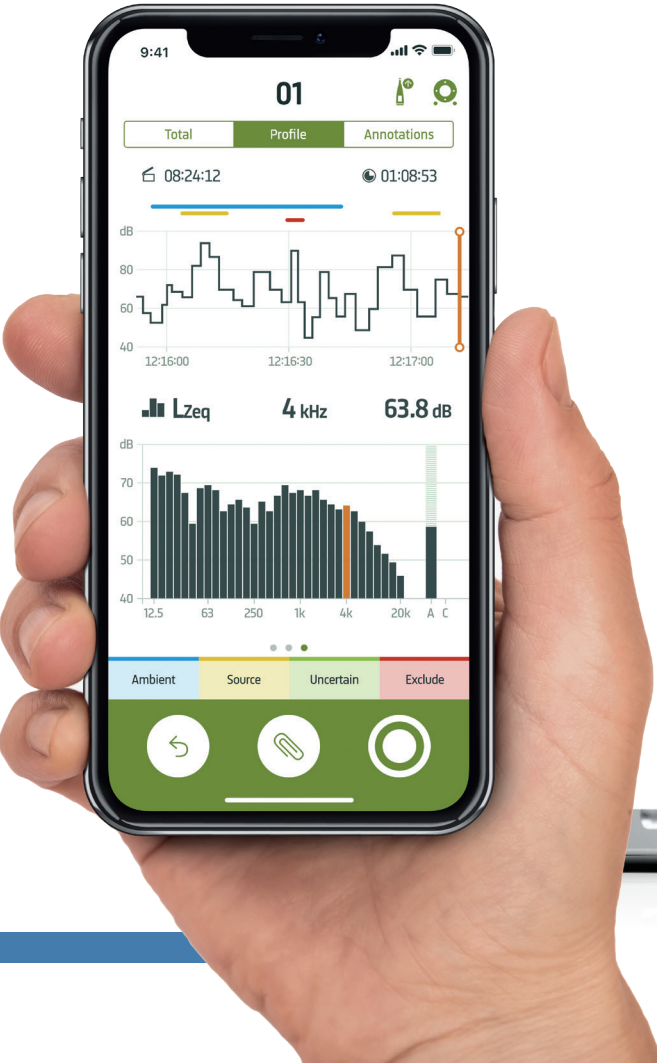 9:41
01
Total Profile Annotations
08:24:12 01:08:53
dB
80
60
40
12:16:00 12:16:30 12:17:00
LZeq 4 kHz 63.8 dB
dB
70
60
50
40
12.5 63 250 1k 4k 20k A C
Ambient Source Uncertain Exclude